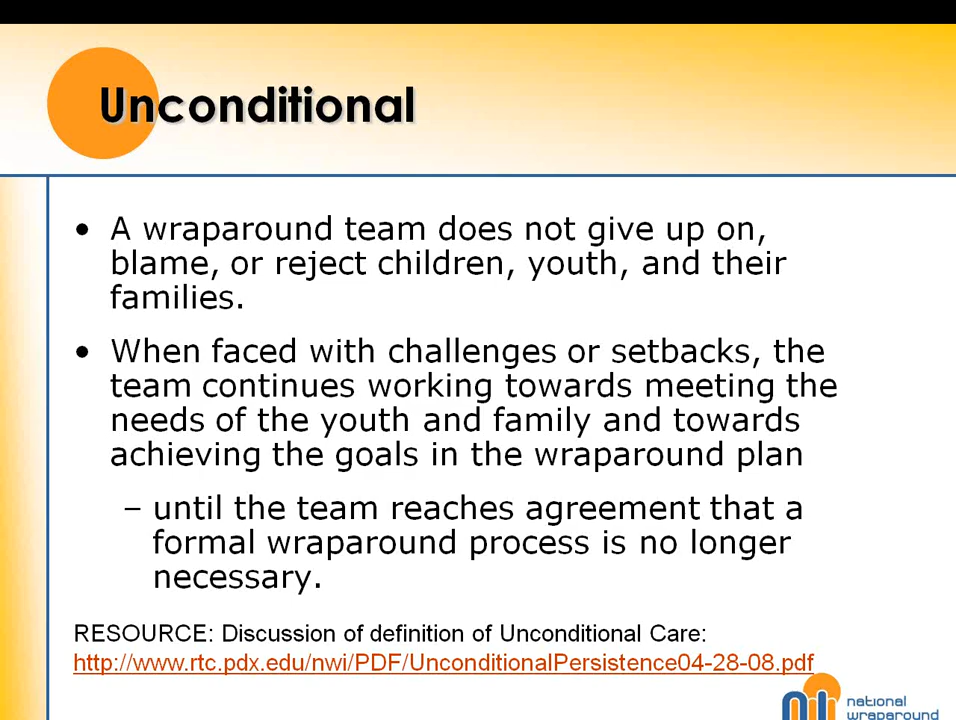 Unconditional
• A wraparound team does not give up on,
blame, or reject children, youth, and their
families.
• When faced with challenges or setbacks, the
team continues working towards meeting the
needs of the youth and family and towards
achieving the goals in the wraparound plan
– until the team reaches agreement that a
formal wraparound process is no longer
necessary.
RESOURCE: Discussion of definition of Unconditional Care:
http://www.rtc.pdx.edu/nwi/PDF/UnconditionalPersistence04-28-08.pdf
national
wraparound